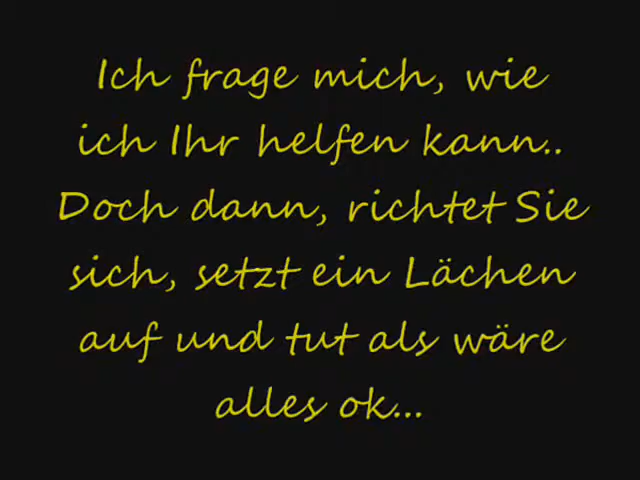 Ich frage mich, wie
ich Ihr helfen kann..
Doch dann, richtet Sie
sich, setzt ein Lächen
auf und tut als wäre
alles ok...